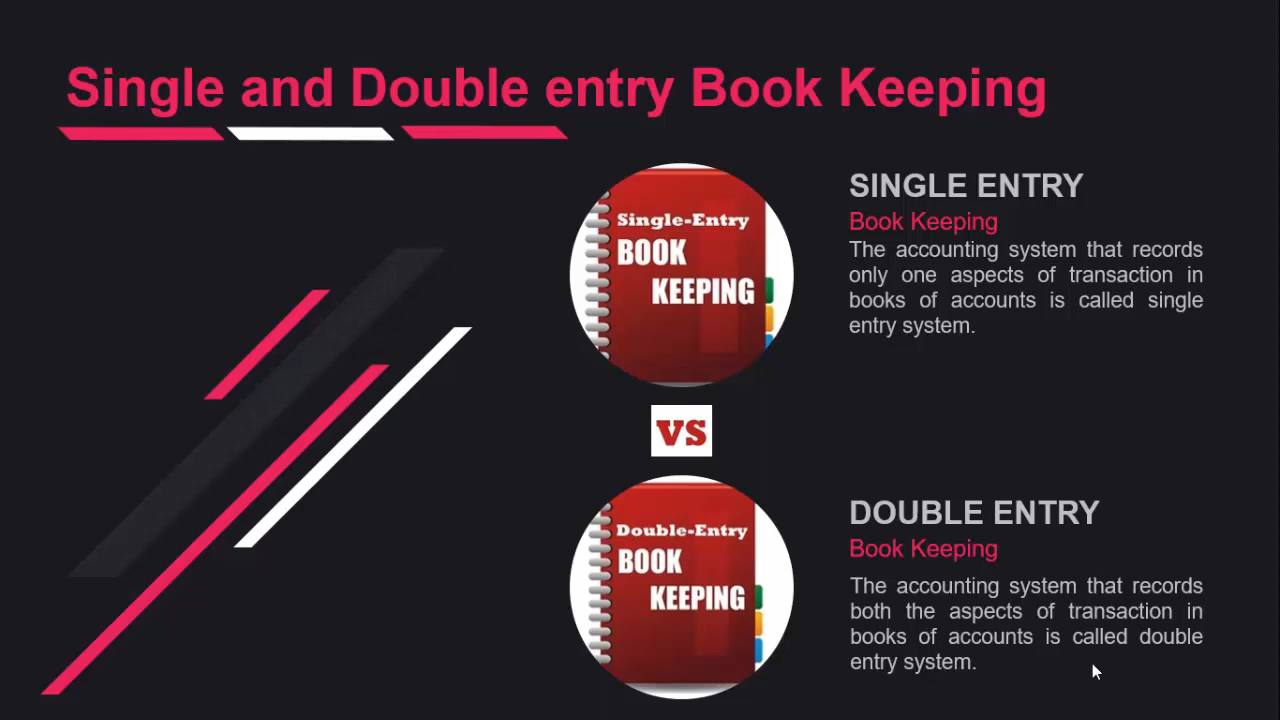 Single and Double entry Book Keeping
Single-Entry
BOOK
KEEPING
SINGLE ENTRY
Book Keeping
The accounting system that records
only one aspects of transaction in
books of accounts is called single
entry system.
VS
Double-Entry
BOOK
KEEPING
DOUBLE ENTRY
Book Keeping
The accounting system that records
both the aspects of transaction in
books of accounts is called double
entry system.